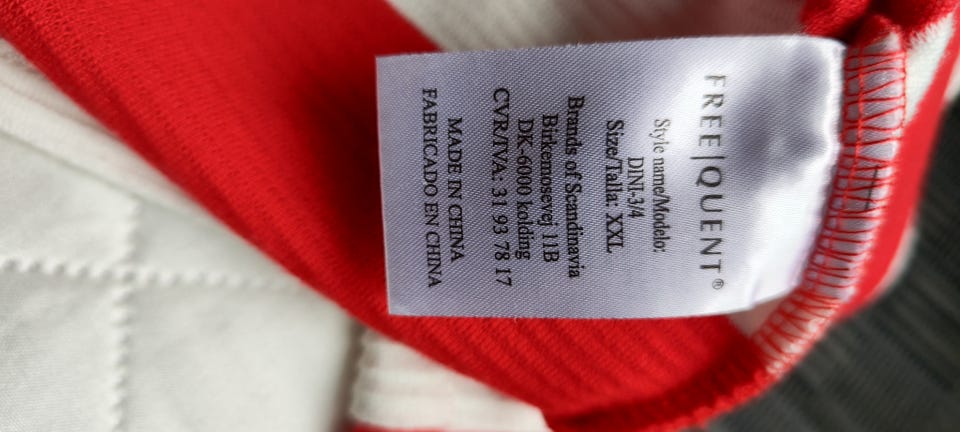 FREE|QUENT®
Style name/Modelo:
DINI-3/4
Size/Talla: XXL
Brands of Scandinavia
Birkemosevej 11B
DK-6000 kolding
CVR/IVA: 31 93 78 17
MADE IN CHINA
FABRICADO EN CHINA